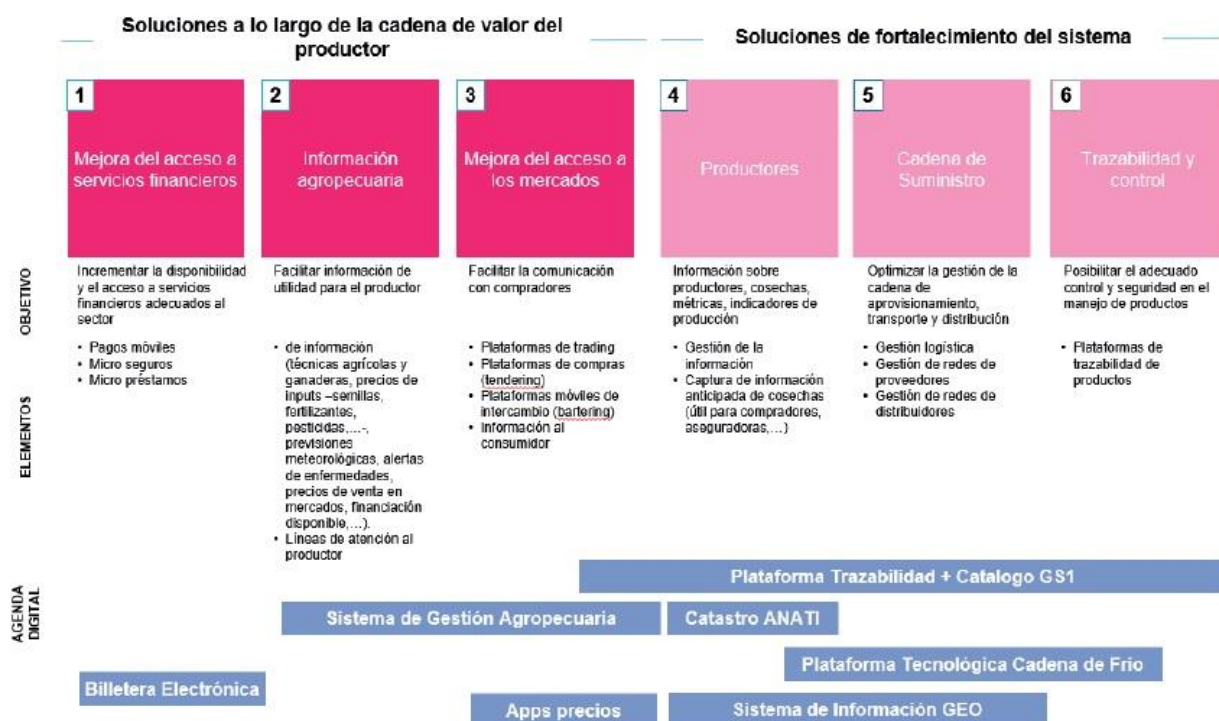 Soluciones a lo largo de la cadena de valor del
productor
Soluciones de fortalecimiento del sistema
1
Mejora del acceso a
servicios financieros
2
Información
agropecuaria
3
Mejora del acceso a
los mercados
4
Productores
5
Cadena de
Suministro
6
Trazabilidad y
control
OBJETIVO
Incrementar la disponibilidad
y el acceso a servicios
financieros adecuados al
sector
Facilitar información de
utilidad para el productor
Facilitar la comunicación
con compradores
Información sobre
productores, cosechas,
métricas, indicadores de
producción
Optimizar la gestión de la
cadena de
aprovisionamiento,
transporte y distribución
Posibilitar el adecuado
control y seguridad en el
manejo de productos
ELEMENTOS
• Pagos móviles
• Micro seguros
• Micro préstamos
• de información
(técnicas agrícolas y
ganaderas, precios de
inputs –semillas,
fertilizantes,
pesticidas,…-,
previsiones
meteorológicas, alertas
de enfermedades,
precios de venta en
mercados, financiación
disponible,…).
• Líneas de atención al
productor
• Plataformas de trading
• Plataformas de compras
(tendering)
• Plataformas móviles de
intercambio (bartering)
• Información al
consumidor
• Gestión de la
información
• Captura de información
anticipada de cosechas
(útil para compradores,
aseguradoras,…)
• Gestión logística
• Gestión de redes de
proveedores
• Gestión de redes de
distribuidores
• Plataformas de
trazabilidad de
productos
AGENDA
DIGITAL
Plataforma Trazabilidad + Catalogo GS1
Sistema de Gestión Agropecuaria
Catastro ANATI
Plataforma Tecnológica Cadena de Frio
Billetera Electrónica
Apps precios
Sistema de Información GEO